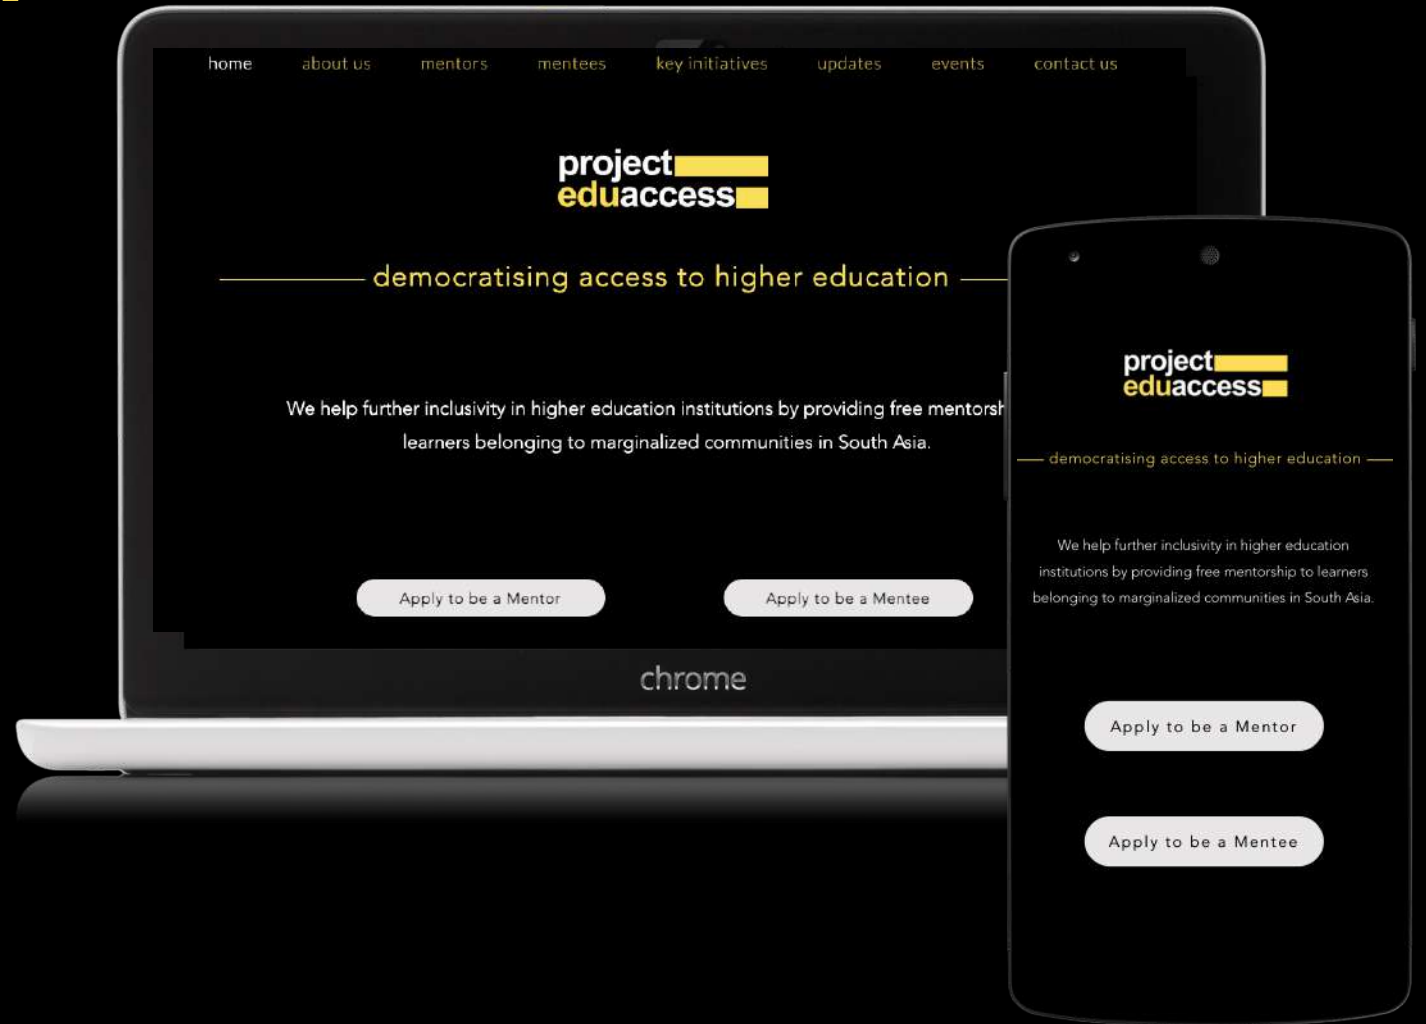 home about us mentors mentees key initiatives updates events contact us
project
eduaccess
democratising access to higher education
We help further inclusivity in higher education institutions by providing free
learners belonging to marginalized communities in South Asia.
Apply to be a Mentor Apply to be a Mentee
chrome
project
eduaccess
democratising access to higher education
We help further inclusivity in higher education
institutions by providing free mentorship to learners
belonging to marginalized communities in South Asia.
Apply to be a Mentor
Apply to be a Mentee